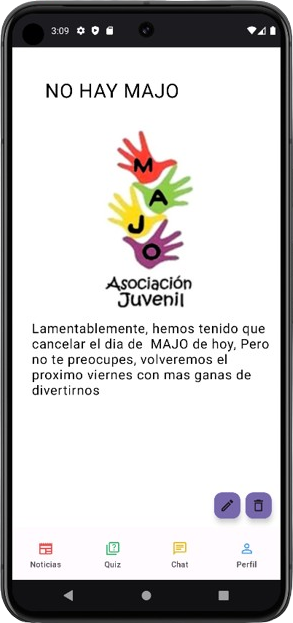 3:09
NO HAY MAJO
M
A
J
O
Asociación
Juvenil
Lamentablemente, hemos tenido que
cancelar el dia de  MAJO de hoy, Pero
no te preocupes, volveremos el
proximo viernes con mas ganas de
divertirnos
Noticias Quiz Chat Perfil